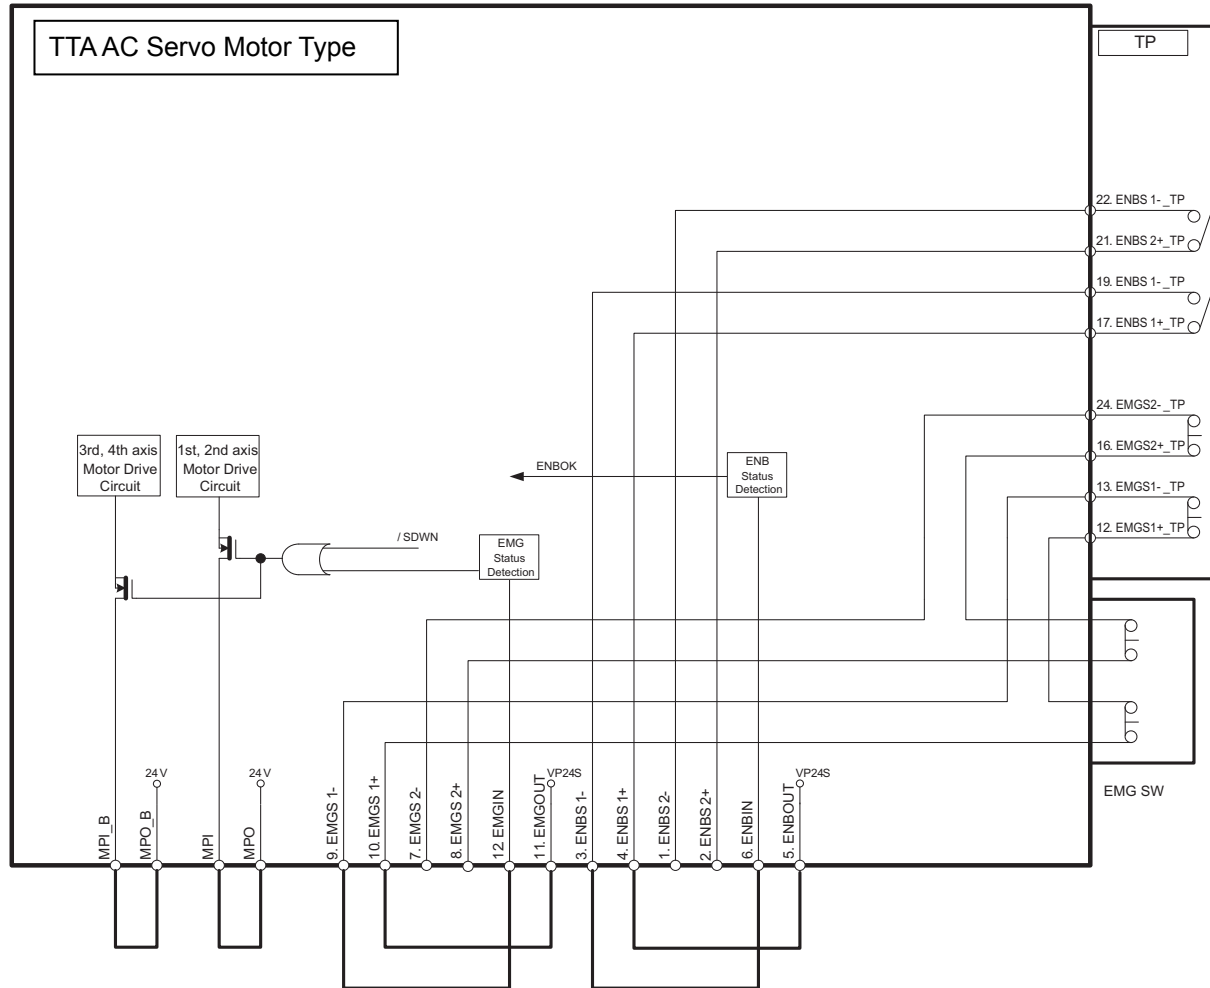 TTA AC Servo Motor Type
TP
22. ENBS 1-_TP
21. ENBS 2+_TP
19. ENBS 1-_TP
17. ENBS 1+_TP
24. EMGS2-_TP
16. EMGS2+_TP
13. EMGS1-_TP
12. EMGS1+_TP
3rd, 4th axis
Motor Drive
Circuit
1st, 2nd axis
Motor Drive
Circuit
ENBOK
ENB
Status
Detection
/SDWN
EMG
Status
Detection
24V
24V
VP24S
VP24S
EMG SW
MPI_B
MPO_B
MPI
MPO
9. EMGS 1-
10. EMGS 1+
7. EMGS 2-
8. EMGS 2+
12. EMGIN
11. EMGOUT
3. ENBS 1-
4. ENBS 1+
1. ENBS 2-
2. ENBS 2+
6. ENBIN
5. ENBOUT